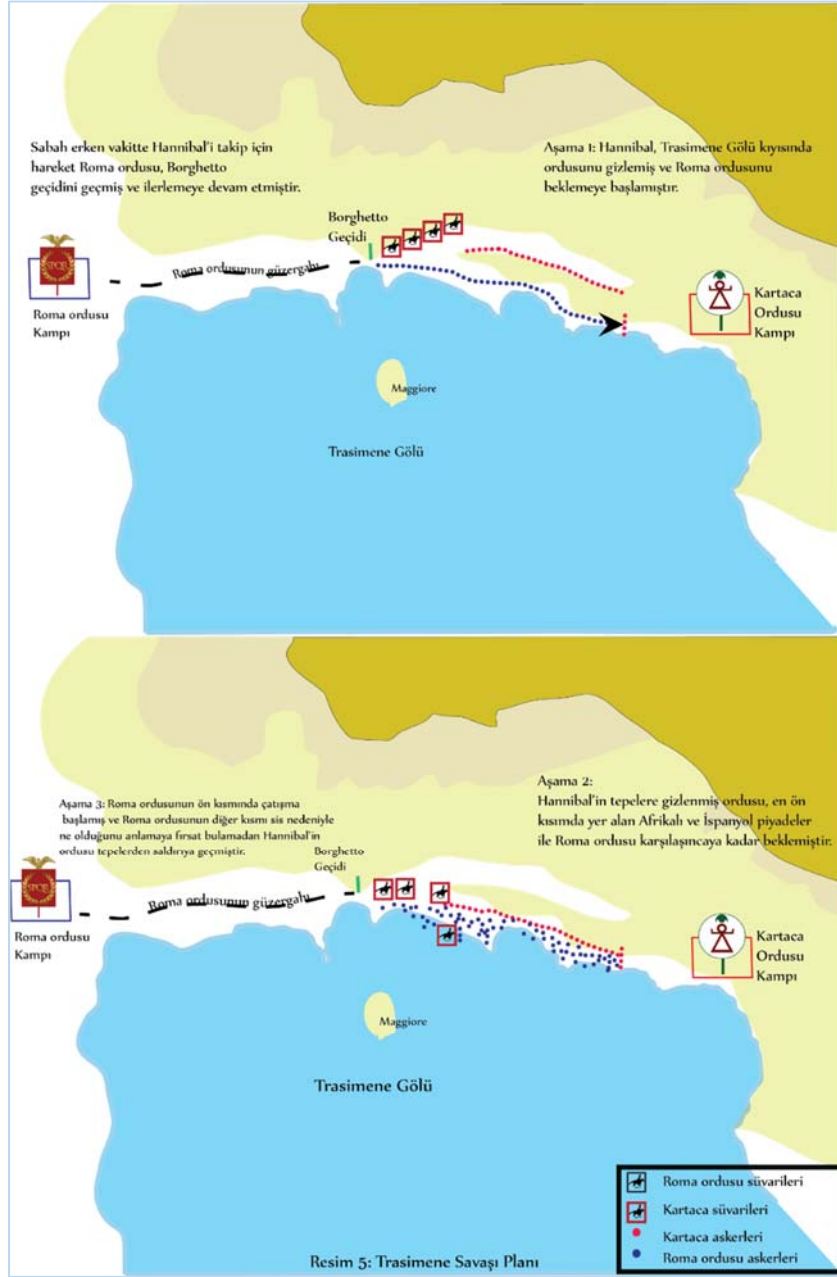 Sabah erken vakitte Hannibal'i takip için
hareket Roma ordusu, Borghetto
geçidini geçmiş ve ilerlemeye devam etmiştir.
Aşama 1: Hannibal, Trasimene Gölü kıyısında
ordusunu gizlemiş ve Roma ordusunu
beklemeye başlamıştır.
Borghetto
Geçidi
SPQR
Roma ordusunun güzergahı
Roma ordusu
Kampı
Kartaca
Ordusu
Kampı
Maggiore
Trasimene Gölü
Aşama 2:
Hannibal'in tepelere gizlenmiş ordusu, en ön
kısımda yer alan Afrikalı ve İspanyol piyadeler
ile Roma ordusu karşılaşıncaya kadar beklemiştir.
Aşama 3: Roma ordusunun ön kısmında çatışma
başlamış ve Roma ordusunun diğer kısmı sis nedeniyle
ne olduğunu anlamaya fırsat bulamadan Hannibal'in
ordusu tepelerden saldırıya geçmiştir.
Borghetto
Geçidi
SPQR
Roma ordusunun güzergahı
Roma ordusu
Kampı
Kartaca
Ordusu
Kampı
Maggiore
Trasimene Gölü
Roma ordusu süvarileri
Kartaca süvarileri
Kartaca askerleri
Roma ordusu askerleri
Resim 5: Trasimene Savaşı Planı